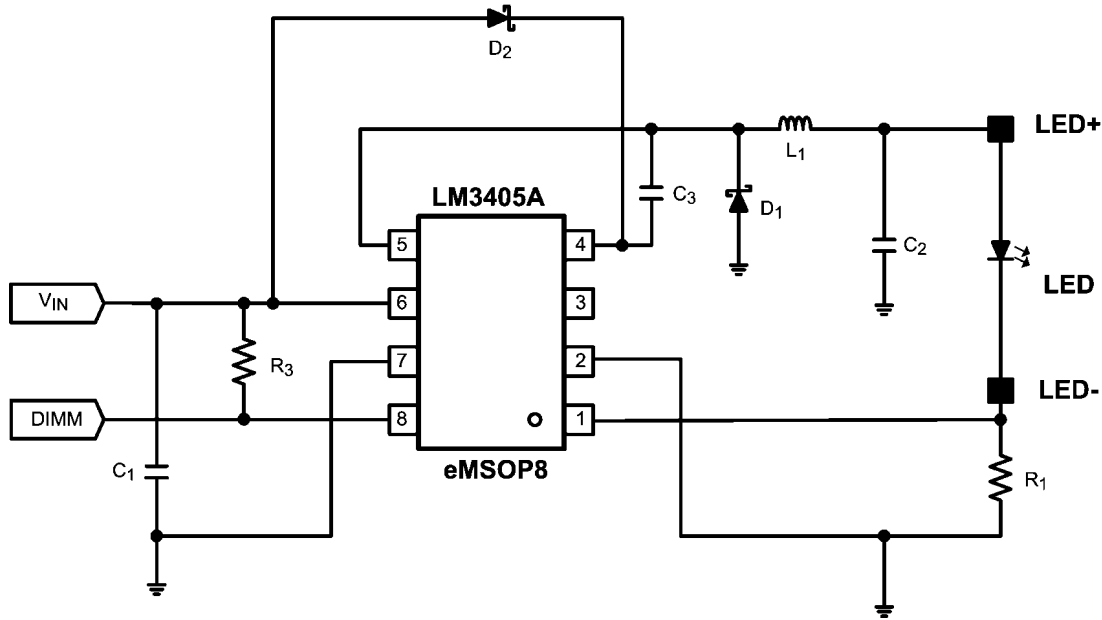 D2
LED+
L1
LM3405A
C3
D1
5
4
C2
VIN
6
3
LED
R3
7
2
LED-
DIMM
8
1
C1
eMSOP8
R1